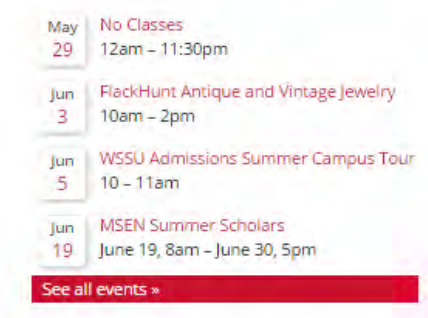 May
29
No Classes
12am – 11:30pm
Jun
3
FlackHunt Antique and Vintage Jewelry
10am – 2pm
Jun
5
WSSU Admissions Summer Campus Tour
10 – 11am
Jun
19
MSEN Summer Scholars
June 19, 8am – June 30, 5pm
See all events »